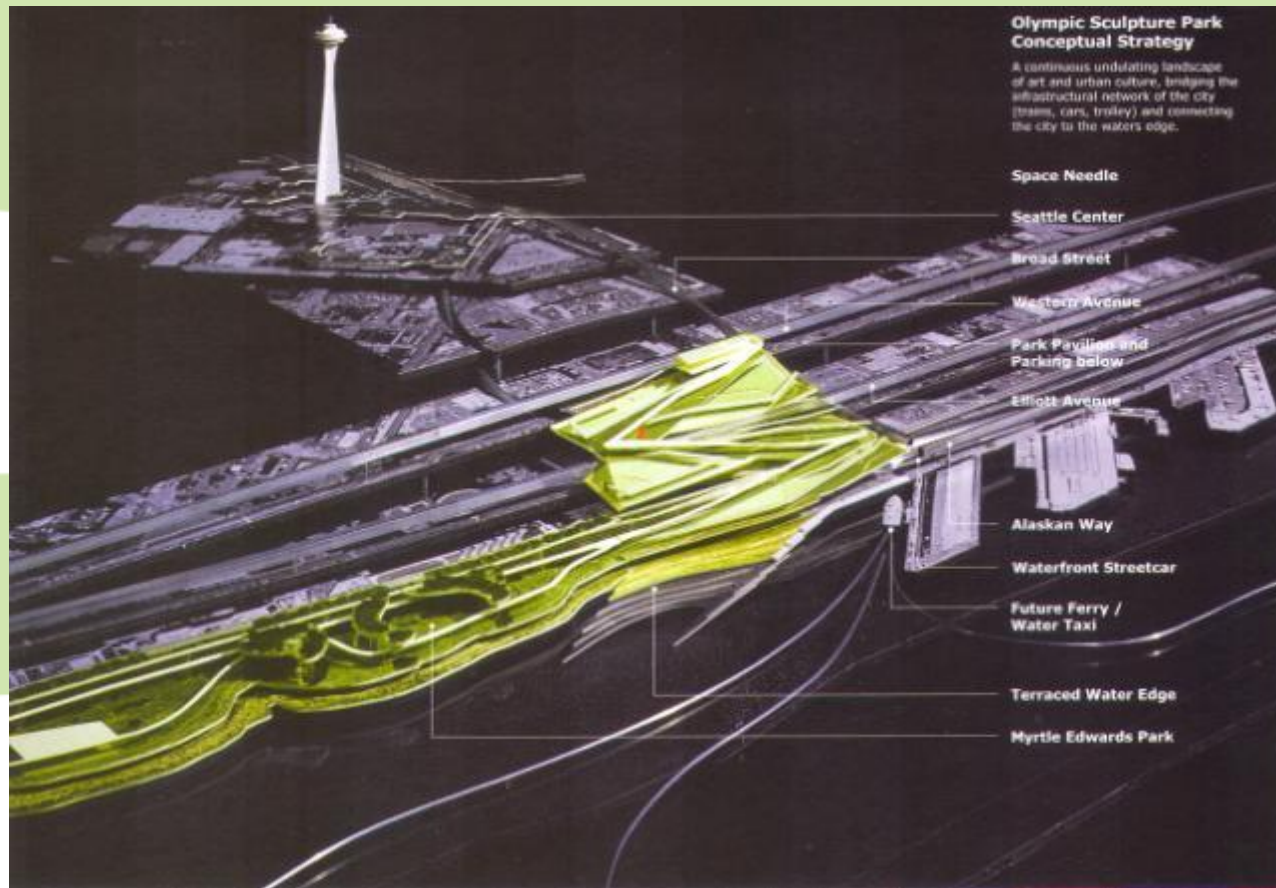 Olympic Sculpture Park
Conceptual Strategy
A continuous undulating landscape
of art and urban culture, bridging the
infrastructural network of the city
(trains, cars, trolley) and connecting
the city to the waters edge.
Space Needle
Seattle Center
Broad Street
Western Avenue
Park Pavilion and
Parking below
Elliott Avenue
Alaskan Way
Waterfront Streetcar
Future Ferry /
Water Taxi
Terraced Water Edge
Myrtle Edwards Park